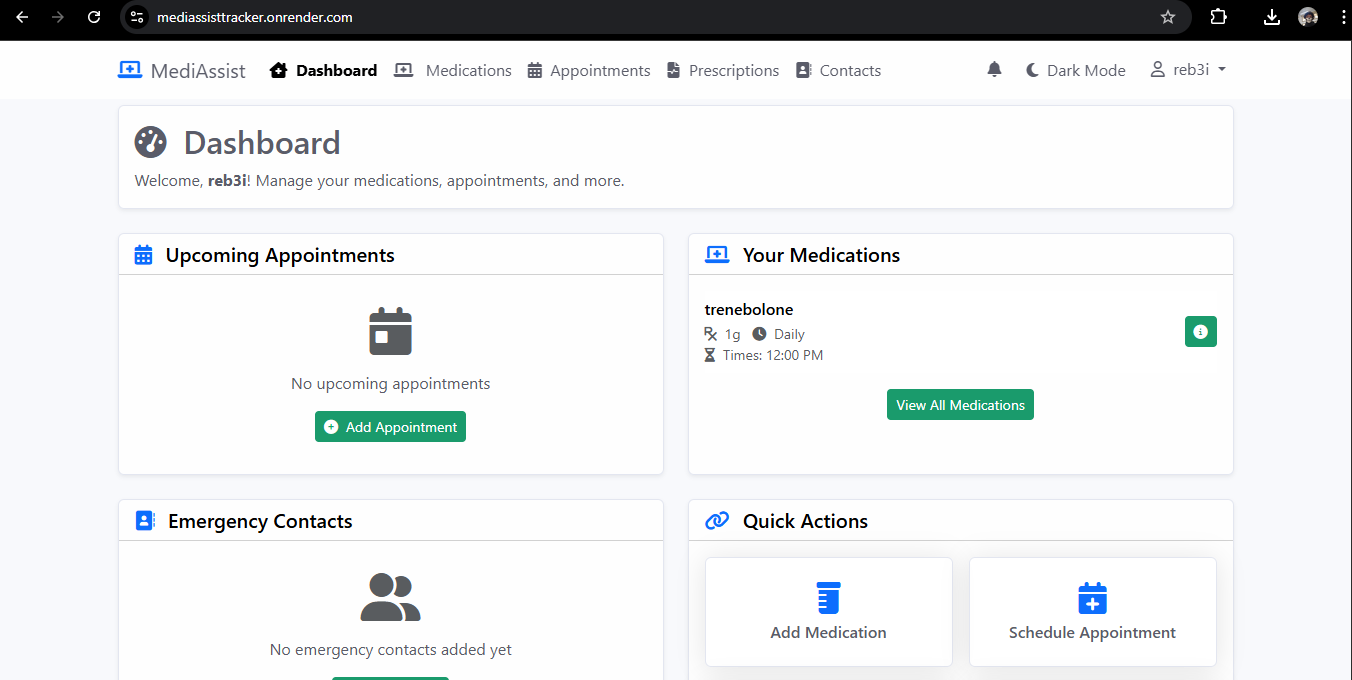 mediassisttracker.onrender.com
MediAssist Dashboard Medications Appointments Prescriptions Contacts Dark Mode reb3i
Dashboard
Welcome, reb3i! Manage your medications, appointments, and more.
Upcoming Appointments
No upcoming appointments
Add Appointment
Your Medications
trenebolone
1g Daily
Times: 12:00 PM
View All Medications
Emergency Contacts
No emergency contacts added yet
Quick Actions
Add Medication
Schedule Appointment